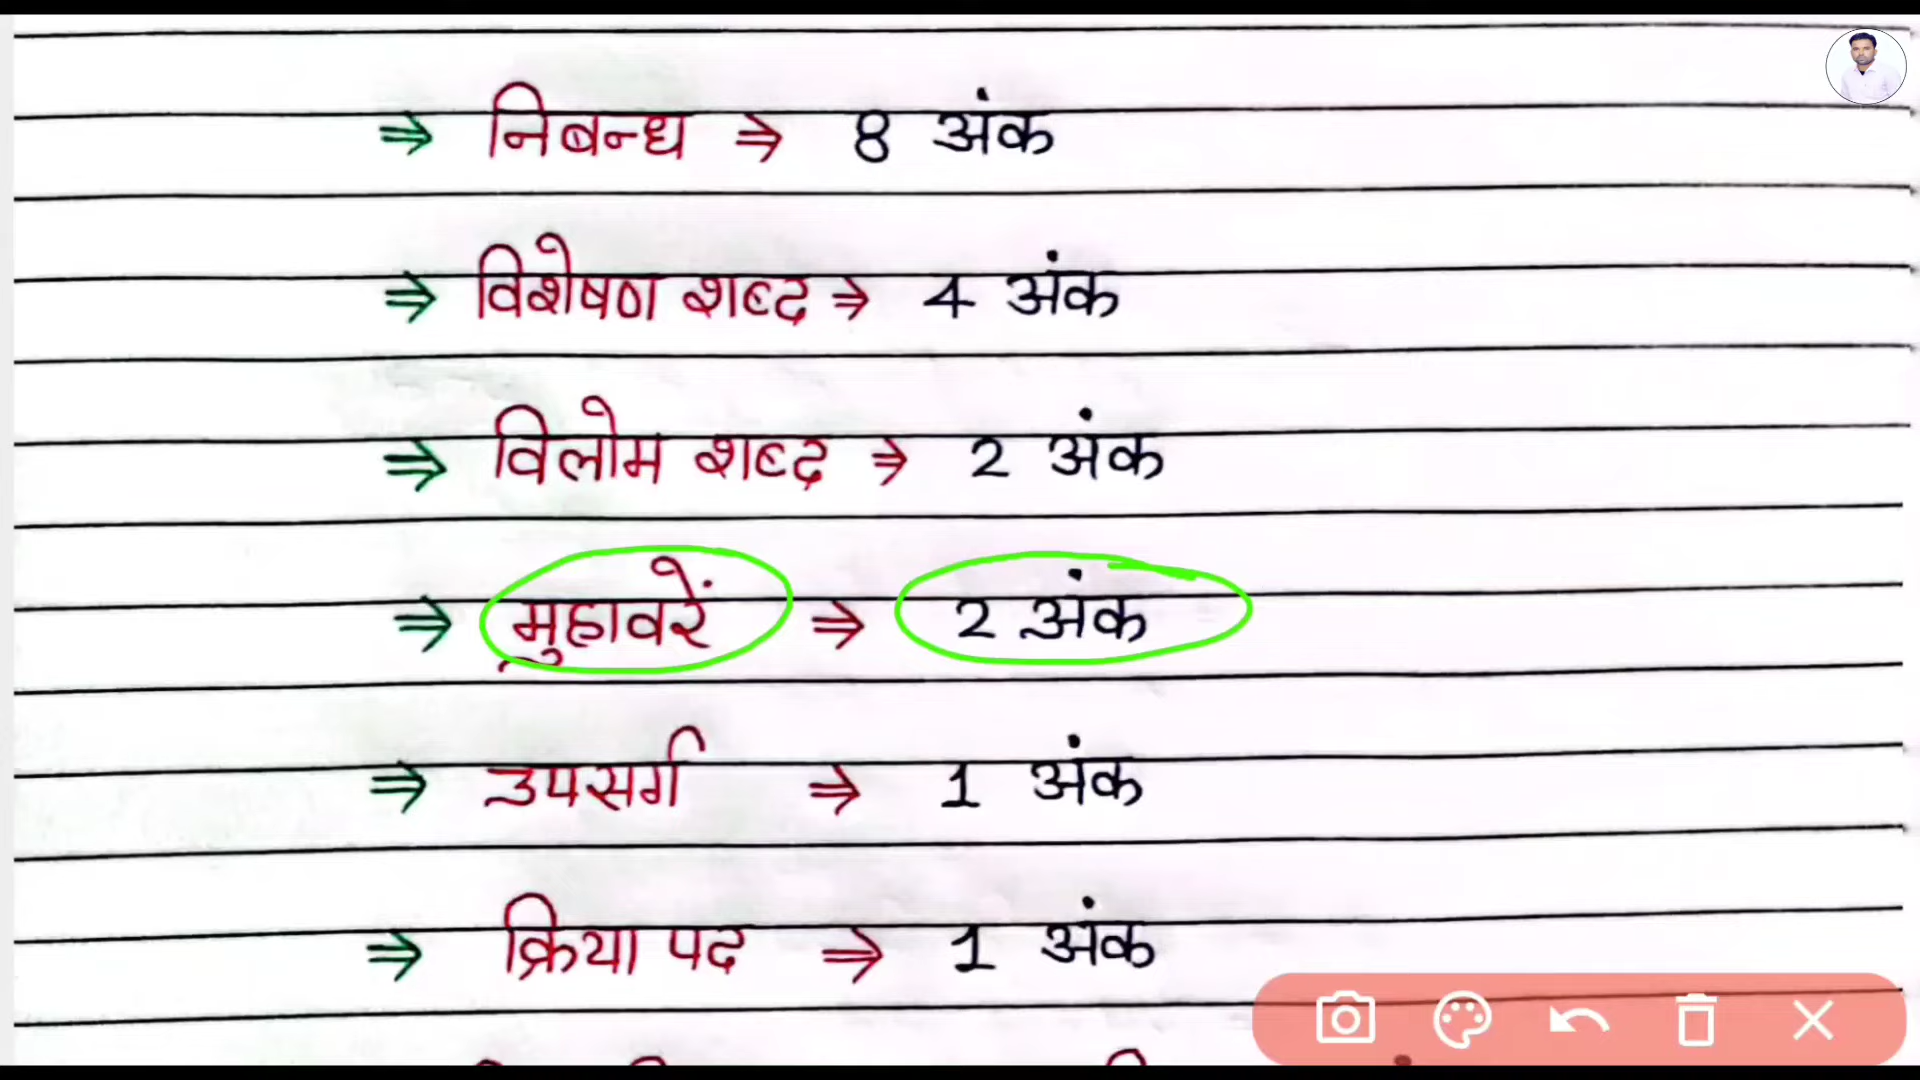 ⇒ निबन्ध ⇒ 8 अंक
⇒ विशेषण शब्द ⇒ 4 अंक
⇒ विलोम शब्द ⇒ 2 अंक
⇒ मुहावरें ⇒ 2 अंक
⇒ उपसर्ग ⇒ 1 अंक
⇒ क्रिया पद ⇒ 1 अंक